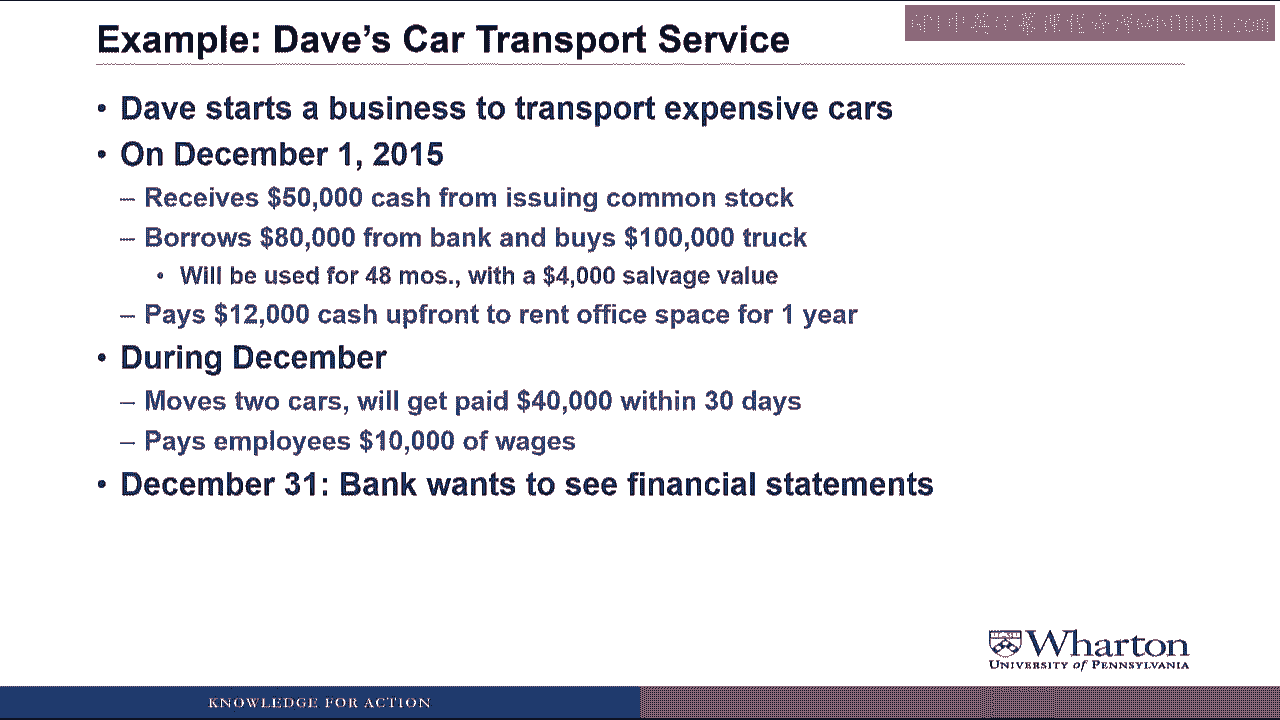 Example: Dave's Car Transport Service
• Dave starts a business to transport expensive cars
• On December 1, 2015
– Receives $50,000 cash from issuing common stock
– Borrows $80,000 from bank and buys $100,000 truck
• Will be used for 48 mos., with a $4,000 salvage value
– Pays $12,000 cash upfront to rent office space for 1 year
• During December
– Moves two cars, will get paid $40,000 within 30 days
– Pays employees $10,000 of wages
• December 31: Bank wants to see financial statements
Wharton
UNIVERSITY of PENNSYLVANIA
KNOWLEDGE FOR ACTION